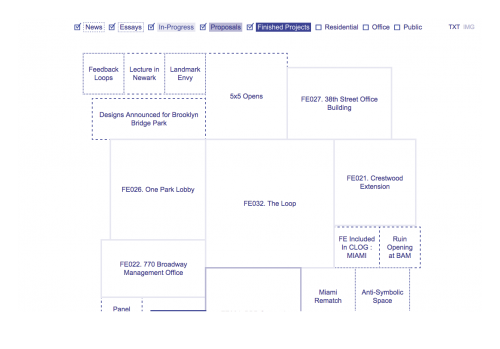 News Essays In-Progress Proposals Finished Projects Residential Office Public TXT IMG
Feedback
Loops
Lecture in
Newark
Landmark
Envy
5x5 Opens
FE027. 38th Street Office
Building
Designs Announced for Brooklyn
Bridge Park
FE026. One Park Lobby
FE032. The Loop
FE021. Crestwood
Extension
FE Included
In CLOG :
MIAMI
Ruin
Opening
at BAM
FE022. 770 Broadway
Management Office
Miami
Rematch
Anti-Symbolic
Space
Panel